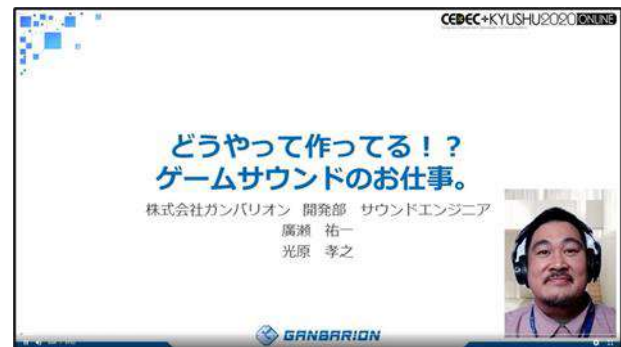 CEDEC+KYUSHU2020 ONLINE
どうやって作ってる！？
ゲームサウンドのお仕事。
株式会社ガンバリオン 開発部 サウンドエンジニア
廣瀬 祐一
光原 孝之
GANBARION